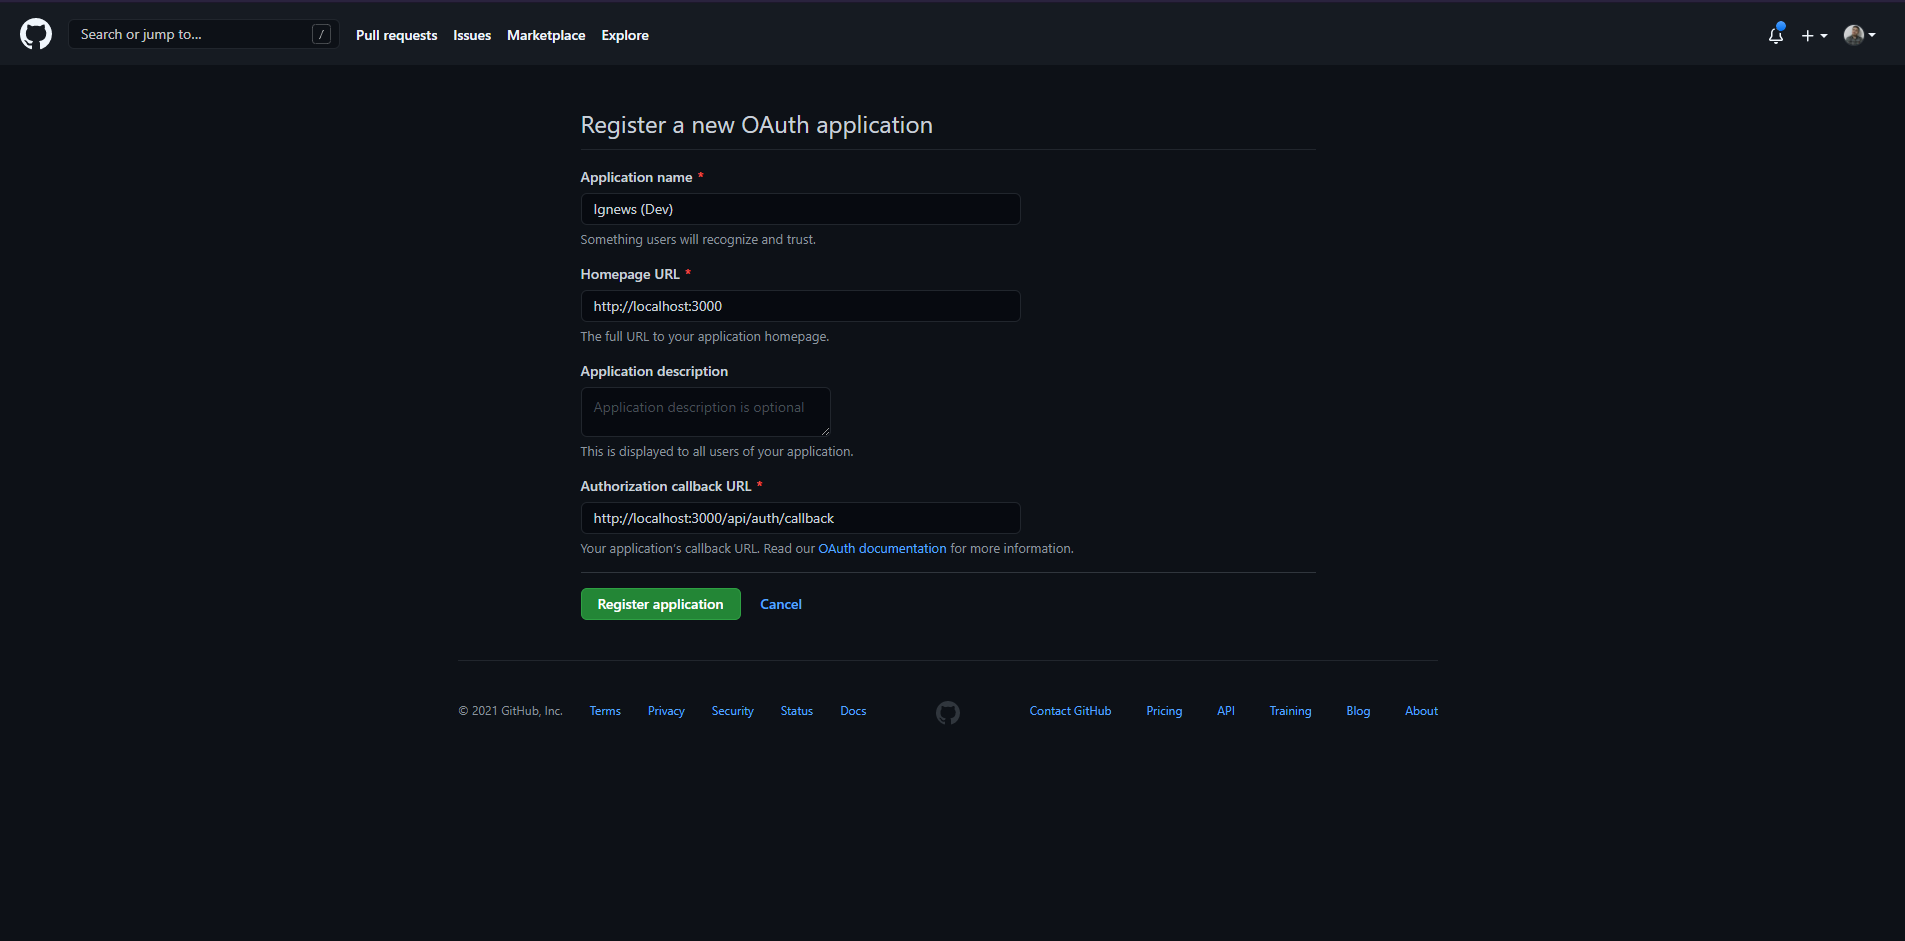 Search or jump to... /
Pull requests Issues Marketplace Explore
Register a new OAuth application
Application name *
Ignews (Dev)
Something users will recognize and trust.
Homepage URL *
http://localhost:3000
The full URL to your application homepage.
Application description
Application description is optional
This is displayed to all users of your application.
Authorization callback URL *
http://localhost:3000/api/auth/callback
Your application's callback URL. Read our OAuth documentation for more information.
Register application Cancel
© 2021 GitHub, Inc. Terms Privacy Security Status Docs Contact GitHub Pricing API Training Blog About